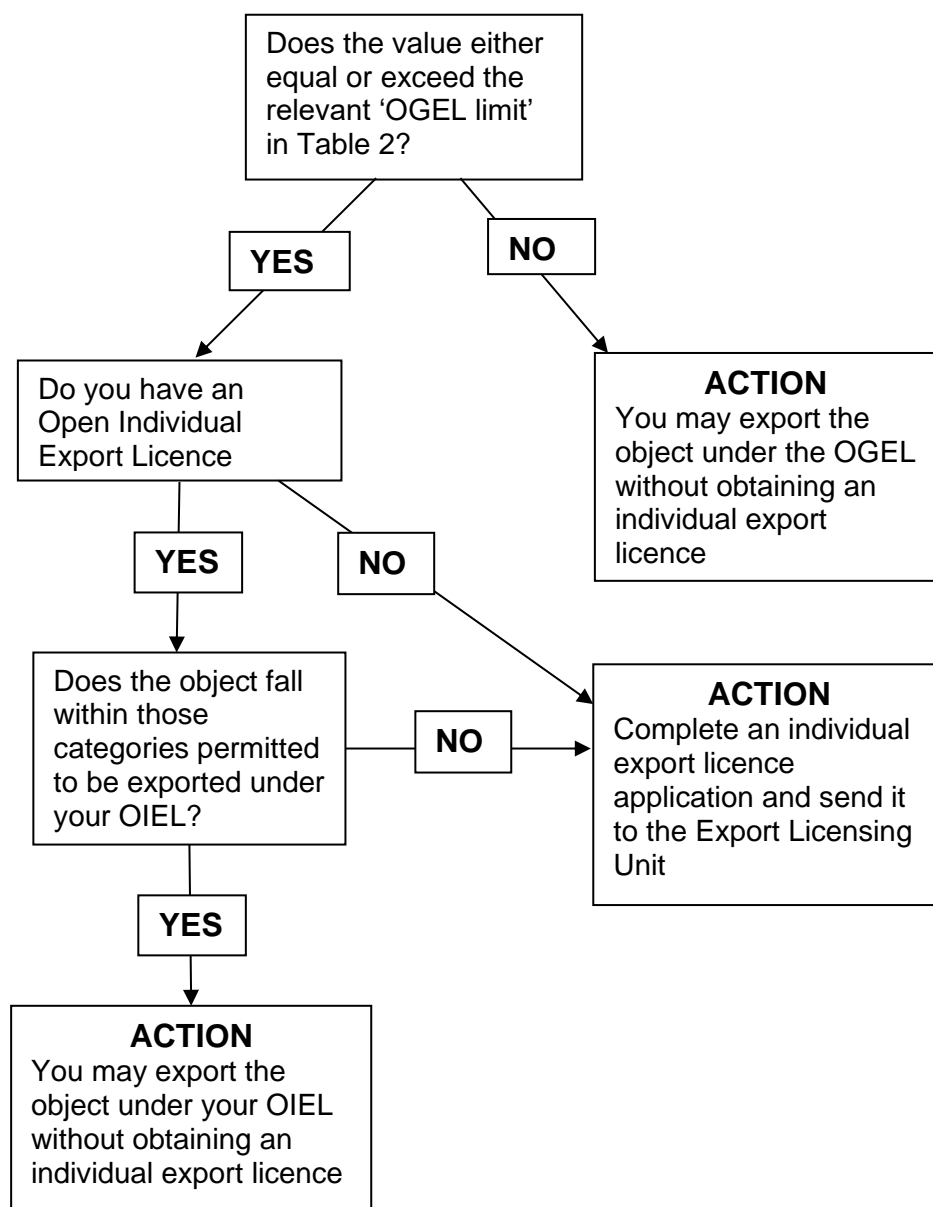 Does the value either
equal or exceed the
relevant ‘OGEL limit’
in Table 2?
YES
NO
Do you have an
Open Individual
Export Licence
ACTION
You may export the
object under the OGEL
without obtaining an
individual export
licence
YES
NO
Does the object fall
within those
categories permitted
to be exported under
your OIEL?
NO
ACTION
Complete an individual
export licence
application and send it
to the Export Licensing
Unit
YES
ACTION
You may export the
object under your OIEL
without obtaining an
individual export licence